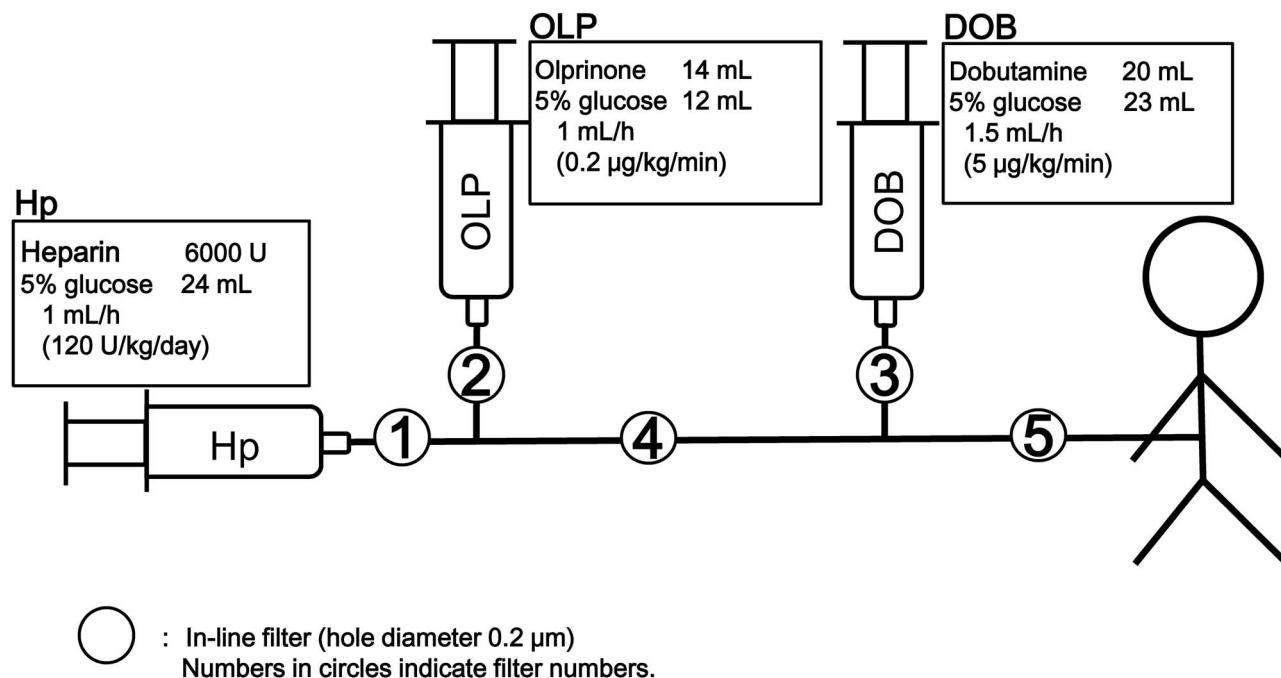 OLP
Olprinone 14 mL
5% glucose 12 mL
1 mL/h
(0.2 µg/kg/min)
OLP
DOB
Dobutamine 20 mL
5% glucose 23 mL
1.5 mL/h
(5 µg/kg/min)
DOB
Hp
Heparin 6000 U
5% glucose 24 mL
1 mL/h
(120 U/kg/day)
Hp
1
2
3
4
5
: In-line filter (hole diameter 0.2 µm)
Numbers in circles indicate filter numbers.